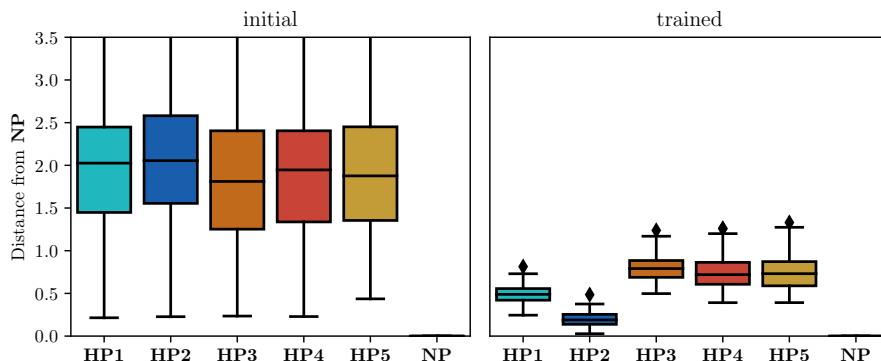 initial
trained
Distance from NP
3.5
3.0
2.5
2.0
1.5
1.0
0.5
0.0
HP1 HP2 HP3 HP4 HP5 NP
HP1 HP2 HP3 HP4 HP5 NP